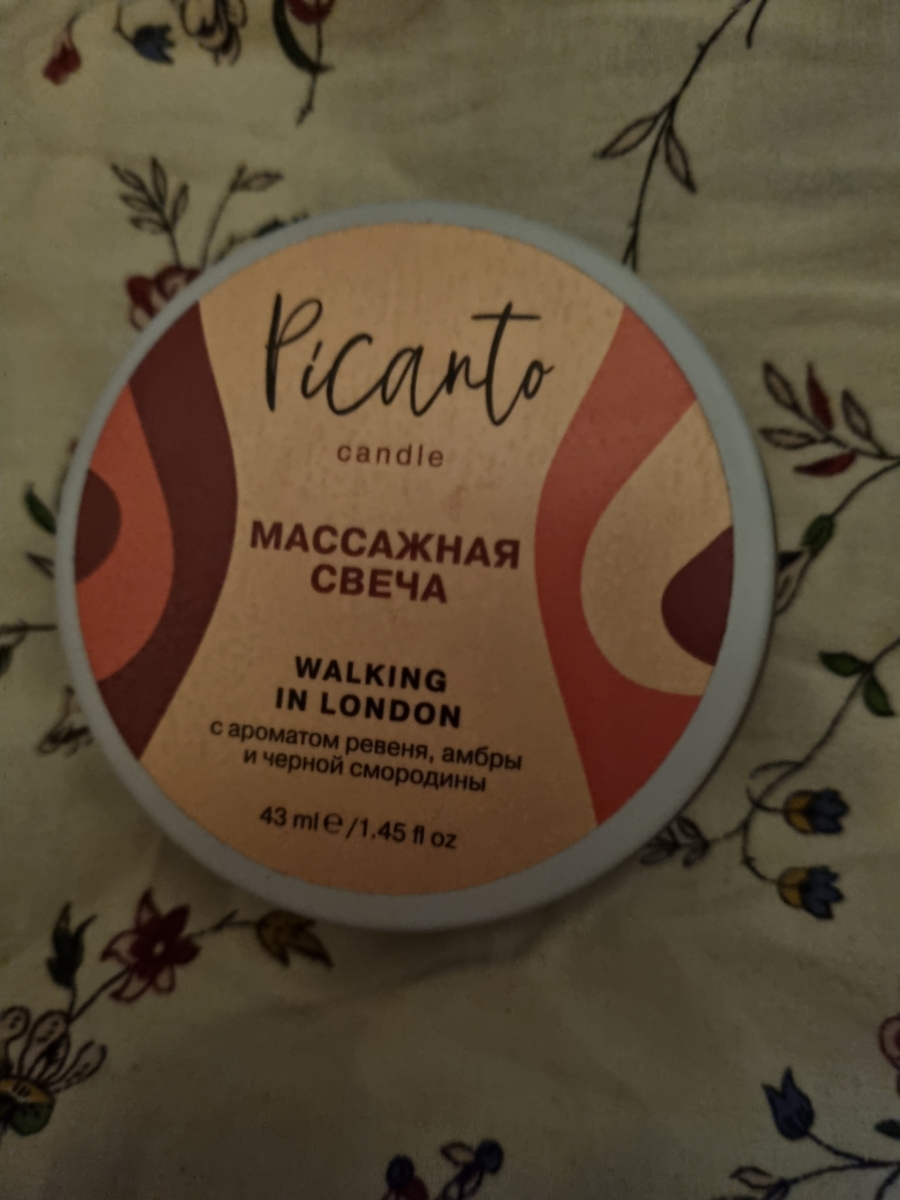 Picanto
candle
МАССАЖНАЯ
СВЕЧА
WALKING
IN LONDON
с ароматом ревеня, амбры
и черной смородины
43 ml ℮ /1.45 fl oz